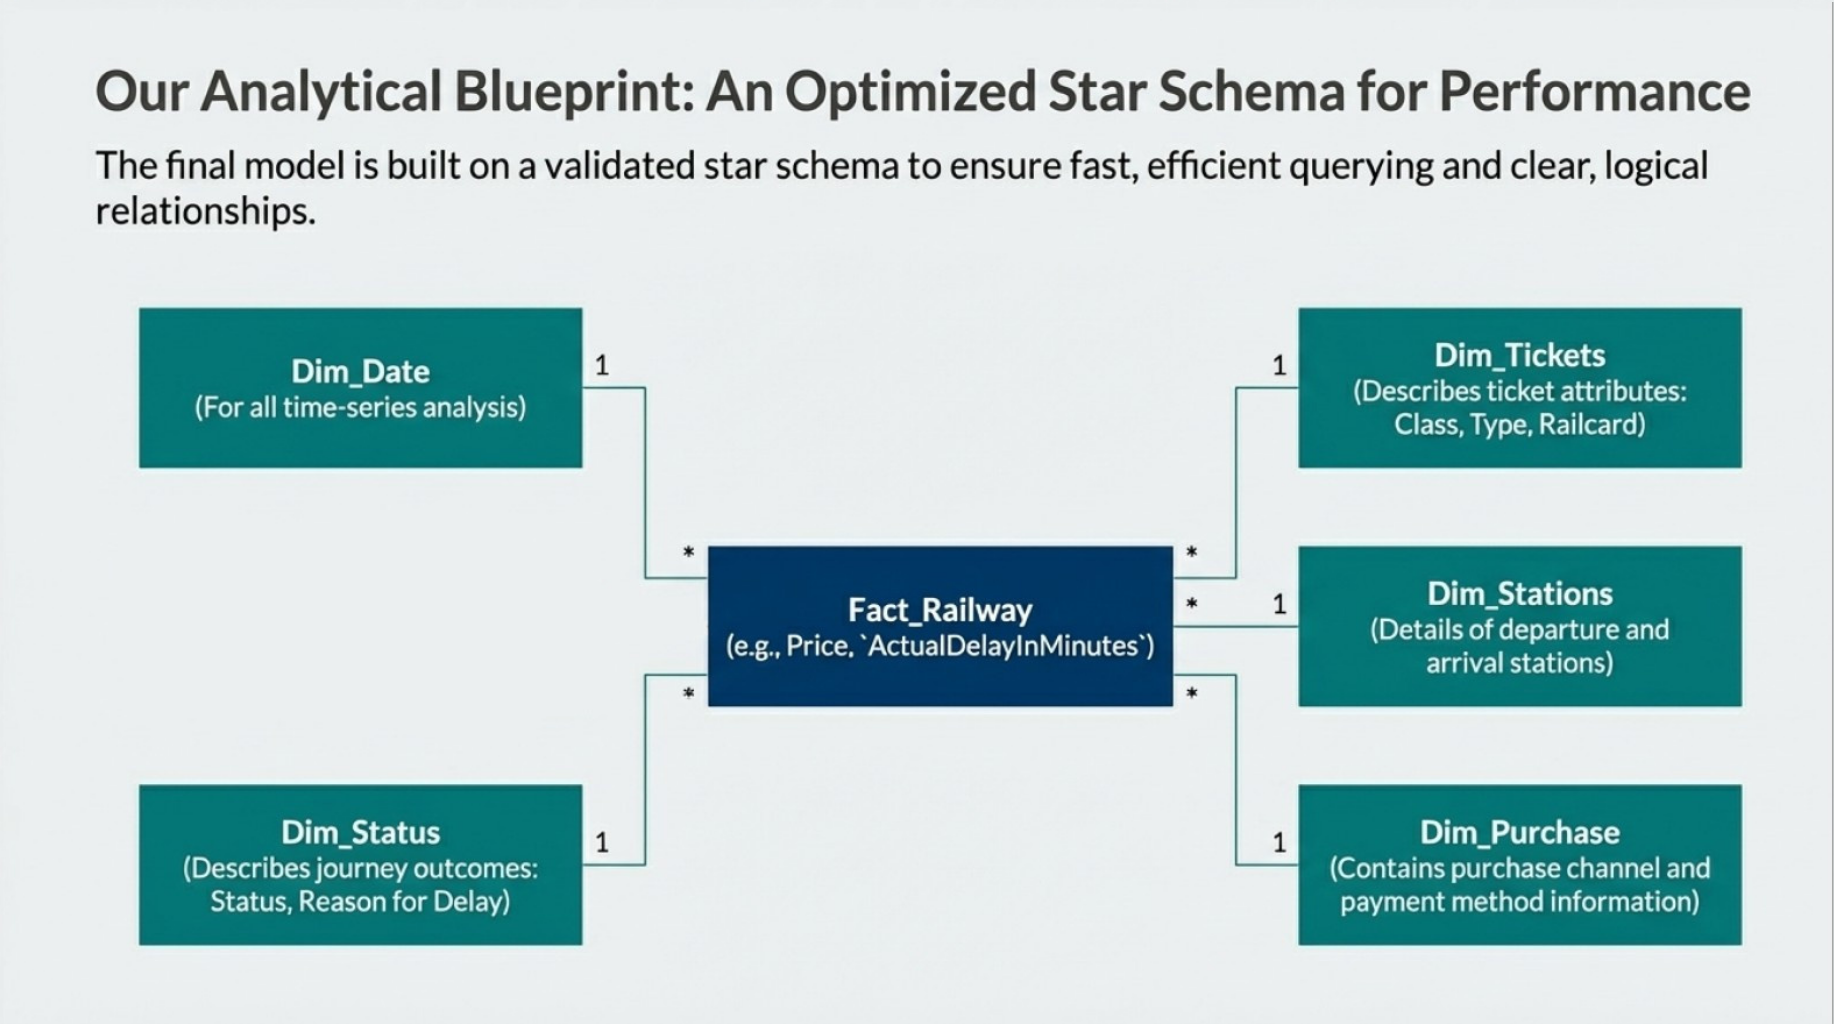 Our Analytical Blueprint: An Optimized Star Schema for Performance
The final model is built on a validated star schema to ensure fast, efficient querying and clear, logical
relationships.
Dim_Date
(For all time-series analysis)
1
*
1
Dim_Tickets
(Describes ticket attributes:
Class, Type, Railcard)
*
Fact_Railway
(e.g., Price, `ActualDelayInMinutes`)
*
1
Dim_Stations
(Details of departure and
arrival stations)
*
*
Dim_Status
(Describes journey outcomes:
Status, Reason for Delay)
1
1
Dim_Purchase
(Contains purchase channel and
payment method information)